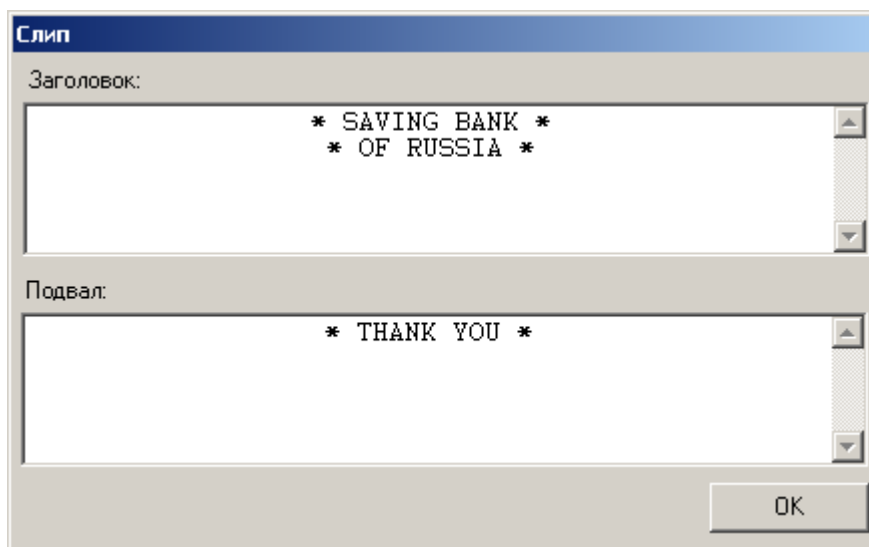 Слип
Заголовок:
* SAVING BANK *
* OF RUSSIA *
Подвал:
* THANK YOU *
OK